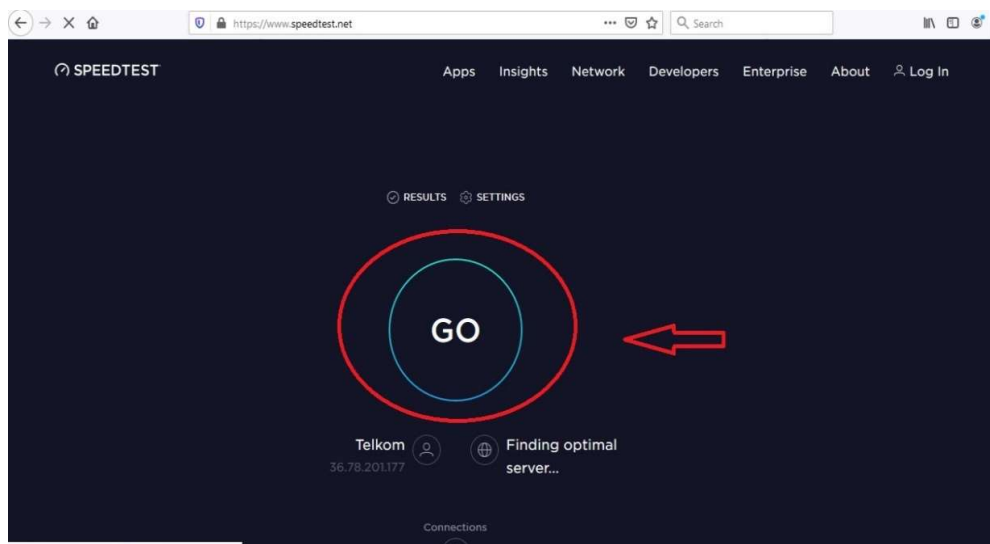 https://www.speedtest.net
Search
SPEEDTEST
Apps Insights Network Developers Enterprise About Log In
RESULTS SETTINGS
GO
Telkom
36.78.201.177
Finding optimal
server...
Connections